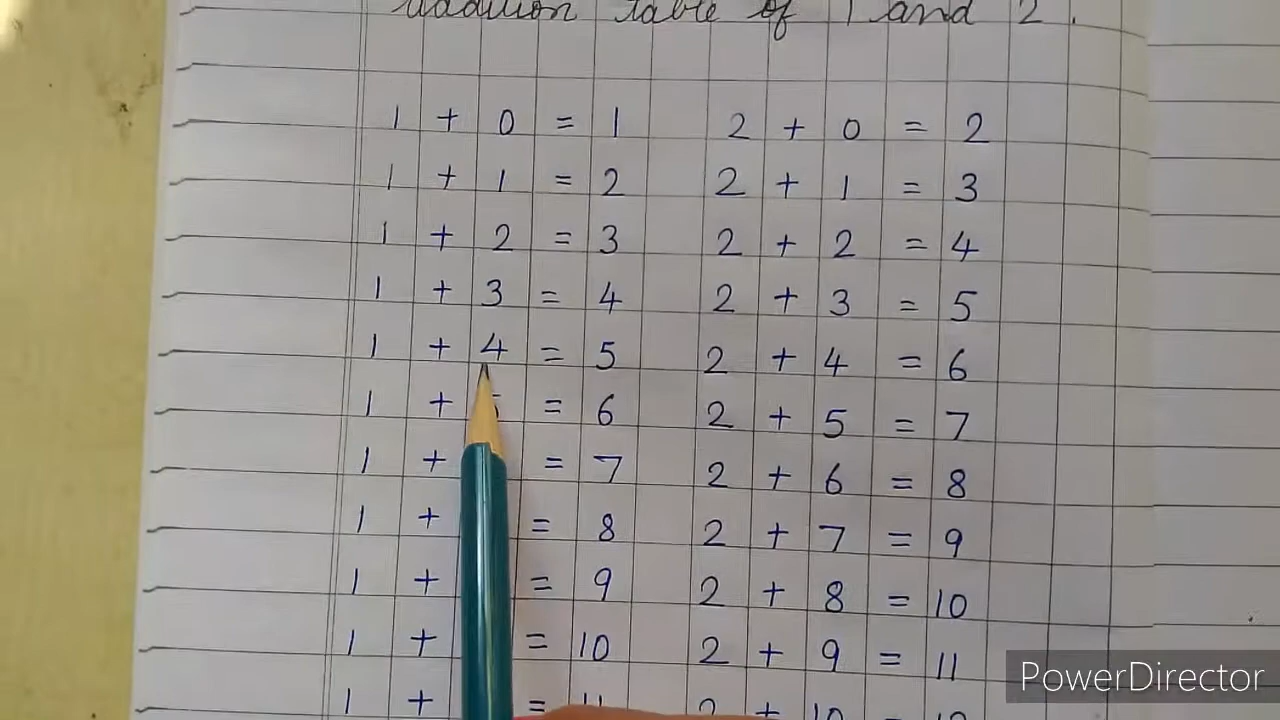 addition table of 1 and 2.
1 + 0 = 1 2 + 0 = 2
1 + 1 = 2 2 + 1 = 3
1 + 2 = 3 2 + 2 = 4
1 + 3 = 4 2 + 3 = 5
1 + 4 = 5 2 + 4 = 6
1 + = 6 2 + 5 = 7
1 + = 7 2 + 6 = 8
1 + = 8 2 + 7 = 9
1 + = 9 2 + 8 = 10
1 + = 10 2 + 9 = 11
1 + = 11 2 + 10 =
PowerDirector